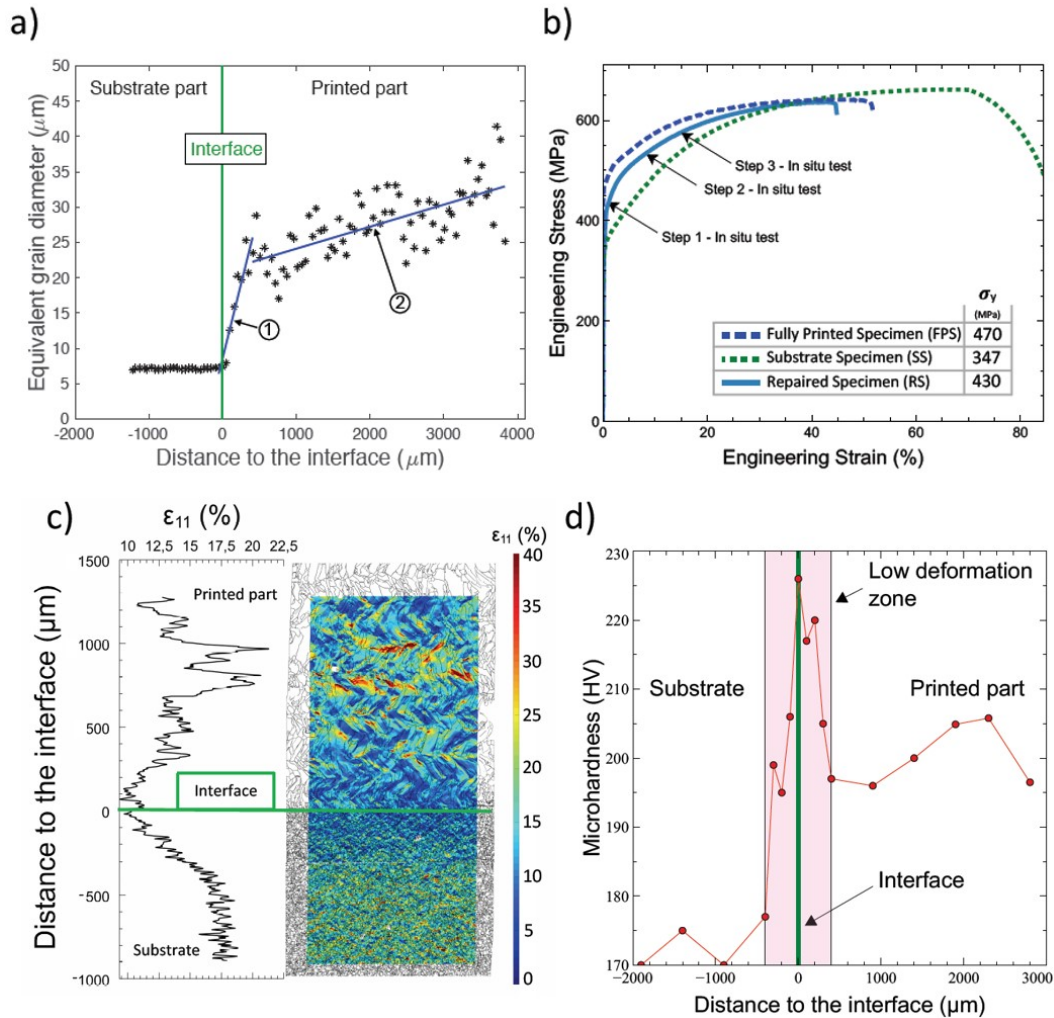 a)
Substrate part
Printed part
Interface
1
2
Equivalent grain diameter (μm)
50
45
40
35
30
25
20
15
10
5
0
-2000
-1000
0
1000
2000
3000
4000
Distance to the interface (μm)
b)
Engineering Stress (MPa)
600
400
200
0
0
20
40
60
80
Engineering Strain (%)
Step 3 - In situ test
Step 2 - In situ test
Step 1 - In situ test
σy
(MPa)
Fully Printed Specimen (FPS) 470
Substrate Specimen (SS) 347
Repaired Specimen (RS) 430
c)
ε11 (%)
10 12,5 15 17,5 20 22,5
Distance to the interface (μm)
1500
1000
500
0
−500
−1000
Printed part
Interface
Substrate
ε11 (%)
40
35
30
25
20
15
10
5
0
d)
Microhardness (HV)
230
220
210
200
190
180
170
Low deformation
zone
Substrate
Printed part
Interface
−1900 −900 0 1000 2000 3000
Distance to the interface (μm)